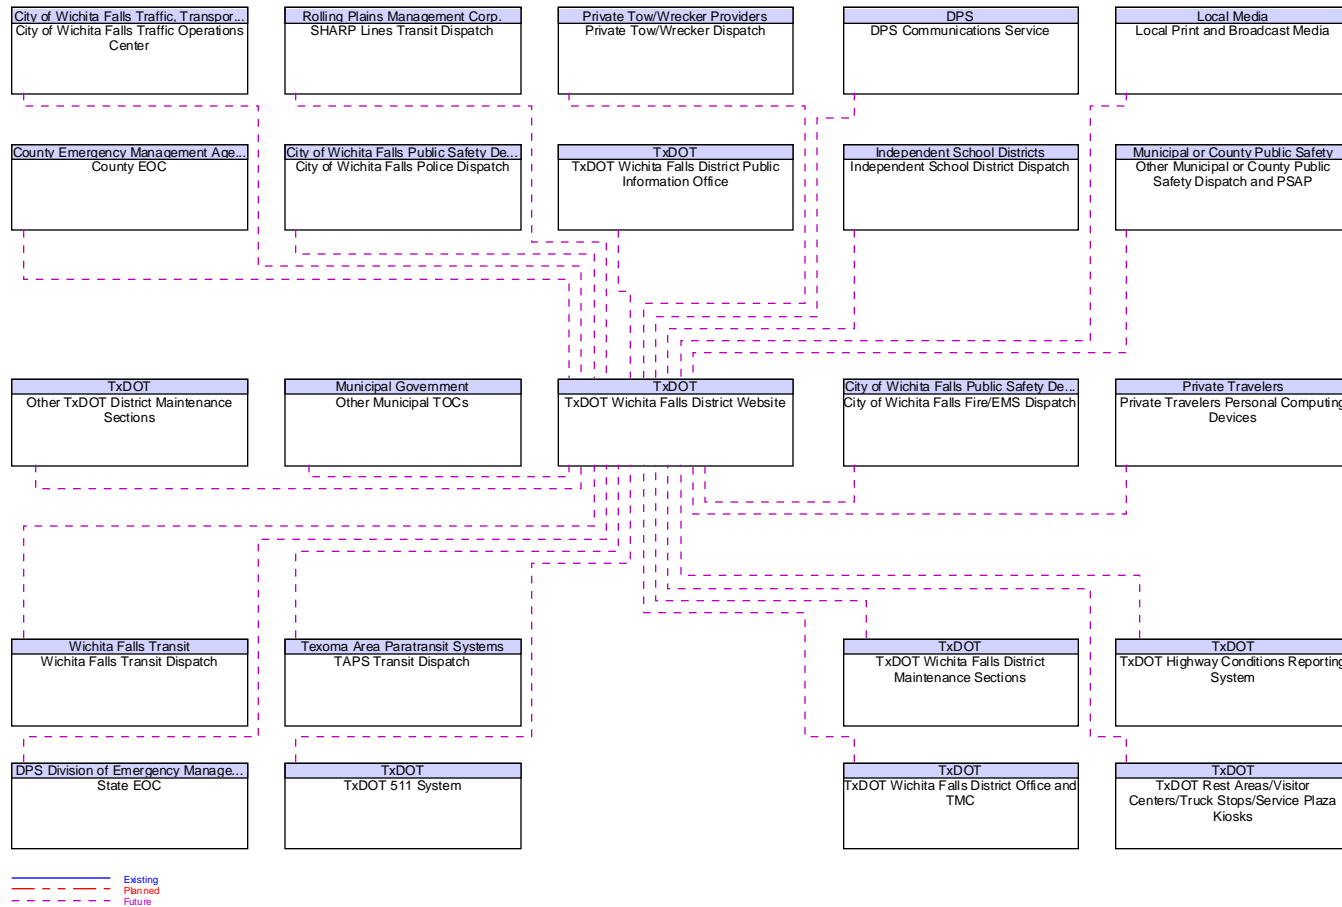 City of Wichita Falls Traffic, Transpor...
City of Wichita Falls Traffic Operations
Center
Rolling Plains Management Corp.
SHARP Lines Transit Dispatch
Private Tow/Wrecker Providers
Private Tow/Wrecker Dispatch
DPS
DPS Communications Service
Local Media
Local Print and Broadcast Media
County Emergency Management Age...
County EOC
City of Wichita Falls Public Safety De...
City of Wichita Falls Police Dispatch
TxDOT
TxDOT Wichita Falls District Public
Information Office
Independent School Districts
Independent School District Dispatch
Municipal or County Public Safety
Other Municipal or County Public
Safety Dispatch and PSAP
TxDOT
Other TxDOT District Maintenance
Sections
Municipal Government
Other Municipal TOCs
TxDOT
TxDOT Wichita Falls District Website
City of Wichita Falls Public Safety De...
City of Wichita Falls Fire/EMS Dispatch
Private Travelers
Private Travelers Personal Computing
Devices
Wichita Falls Transit
Wichita Falls Transit Dispatch
Texoma Area Paratransit Systems
TAPS Transit Dispatch
TxDOT
TxDOT Wichita Falls District
Maintenance Sections
TxDOT
TxDOT Highway Conditions Reporting
System
DPS Division of Emergency Manage...
State EOC
TxDOT
TxDOT 511 System
TxDOT
TxDOT Wichita Falls District Office and
TMC
TxDOT
TxDOT Rest Areas/Visitor
Centers/Truck Stops/Service Plaza
Kiosks
Existing
Planned
Future